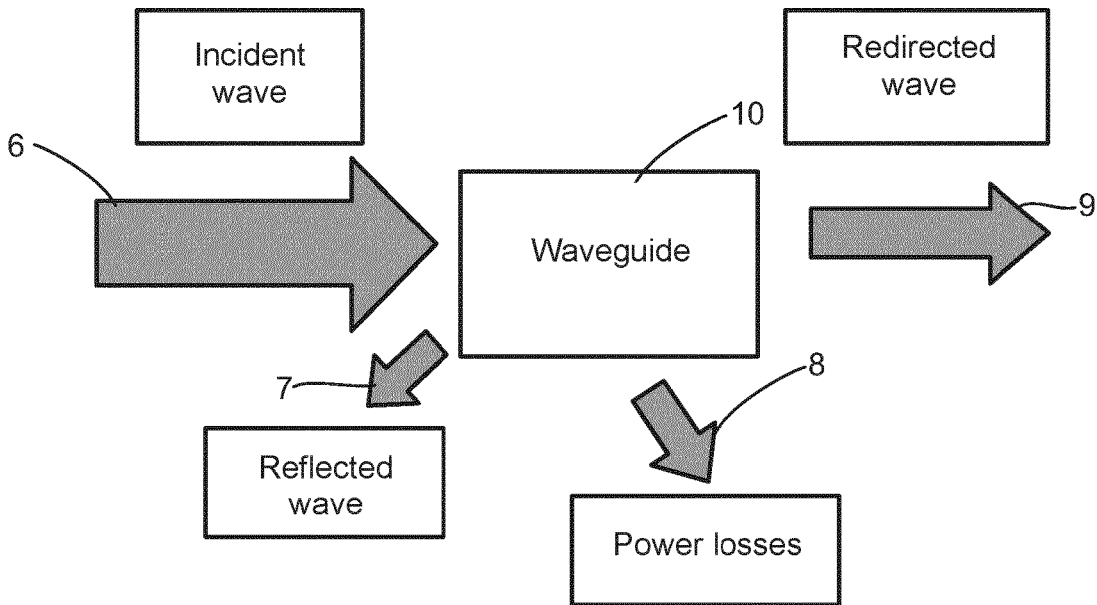 Incident
wave
Redirected
wave
10
6
9
Waveguide
7
8
Reflected
wave
Power losses